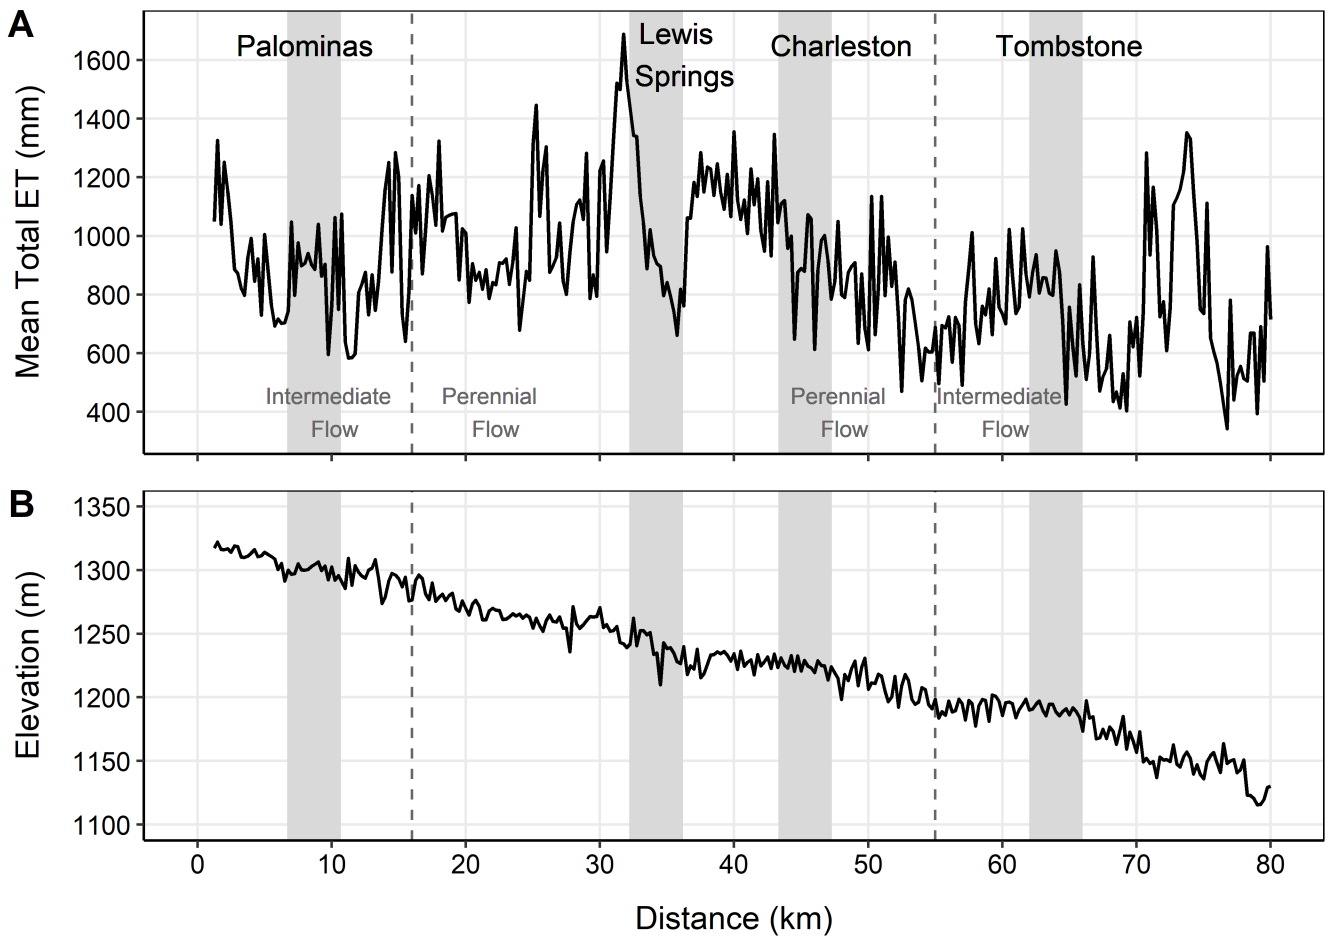 A
Palominas
Lewis
Springs
Charleston
Tombstone
Mean Total ET (mm)
1600
1400
1200
1000
800
600
400
Intermediate
Flow
Perennial
Flow
Perennial
Flow
Intermediate
Flow
B
Elevation (m)
1350
1300
1250
1200
1150
1100
0 10 20 30 40 50 60 70 80
Distance (km)